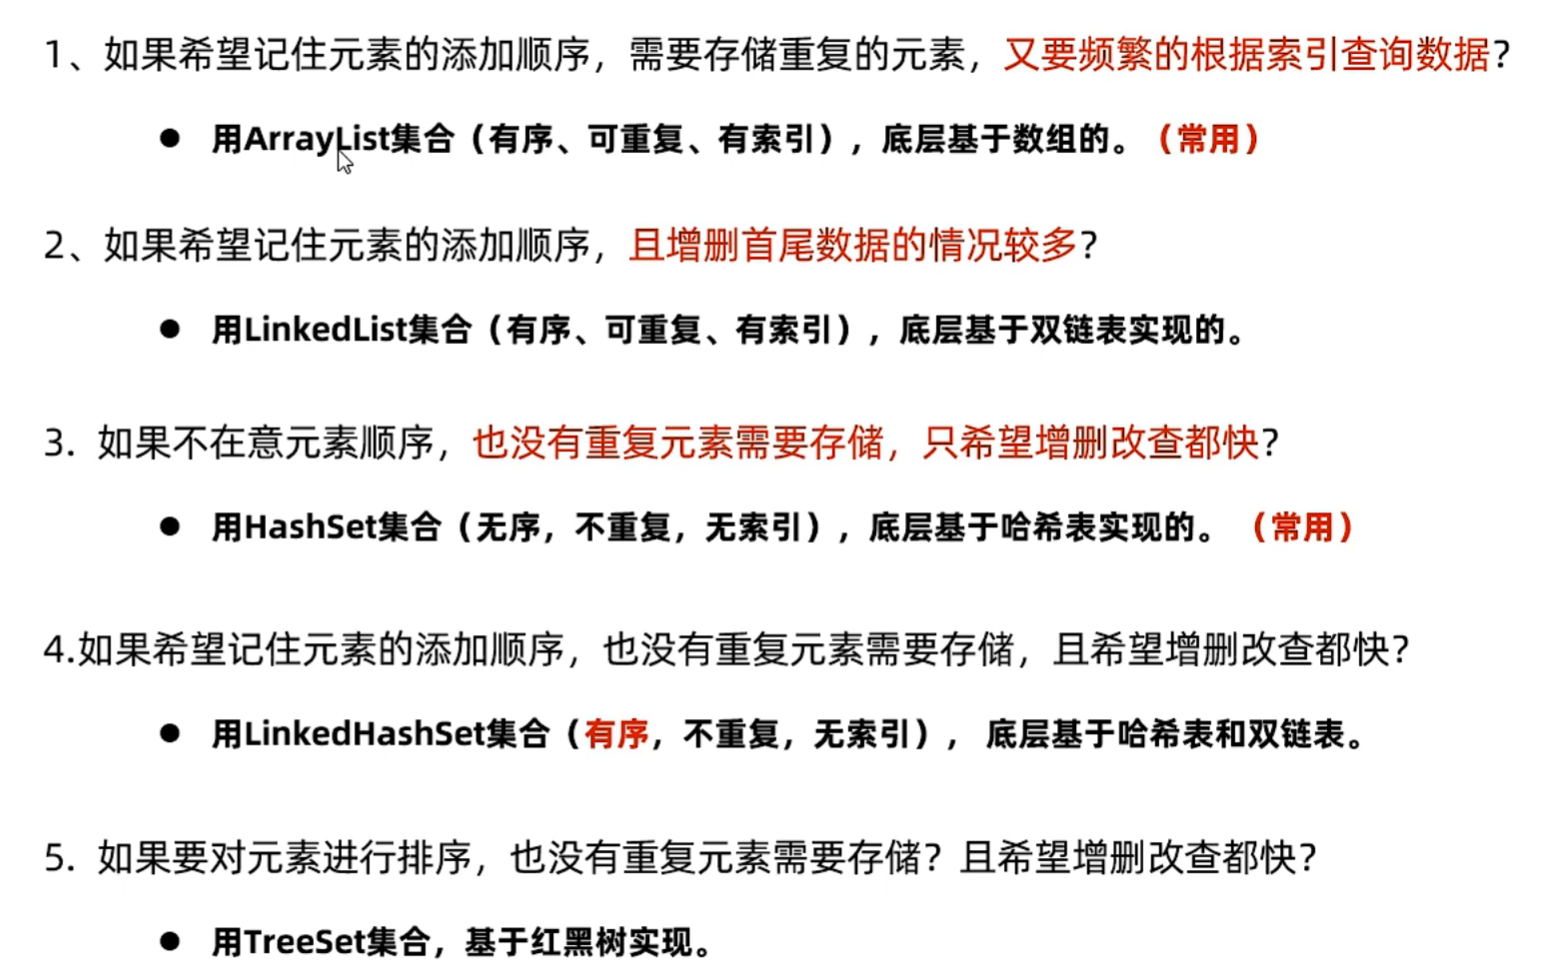 1、如果希望记住元素的添加顺序，需要存储重复的元素，又要频繁的根据索引查询数据？
● 用ArrayList集合（有序、可重复、有索引），底层基于数组的。（常用）
2、如果希望记住元素的添加顺序，且增删首尾数据的情况较多？
● 用LinkedList集合（有序、可重复、有索引），底层基于双链表实现的。
3. 如果不在意元素顺序，也没有重复元素需要存储，只希望增删改查都快？
● 用HashSet集合（无序，不重复，无索引），底层基于哈希表实现的。（常用）
4.如果希望记住元素的添加顺序，也没有重复元素需要存储，且希望增删改查都快？
● 用LinkedHashSet集合（有序，不重复，无索引），底层基于哈希表和双链表。
5. 如果要对元素进行排序，也没有重复元素需要存储？且希望增删改查都快？
● 用TreeSet集合，基于红黑树实现。